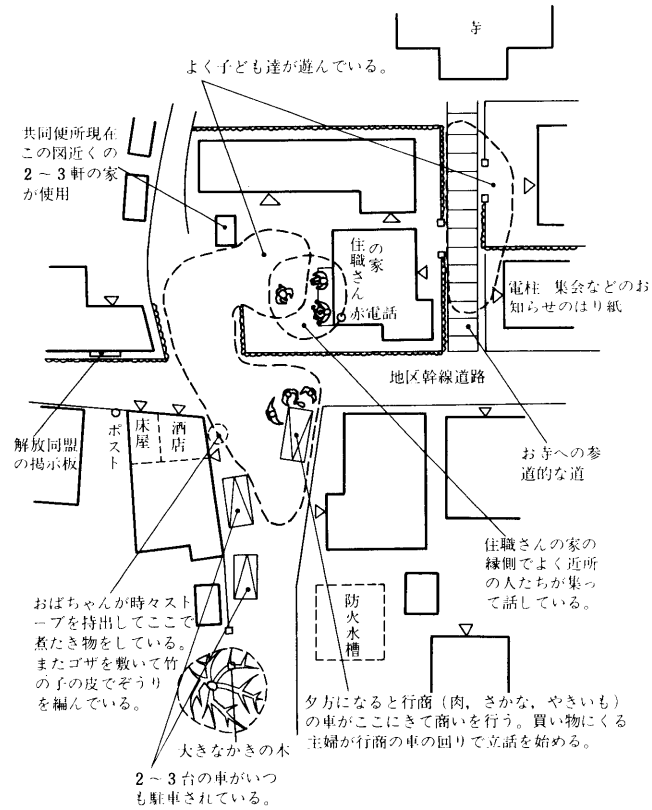 寺
よく子ども達が遊んでいる。
共同便所現在
この図近くの
2～3軒の家
が使用
住職さん
の家
赤電話
電柱 集会などのお
知らせのはり紙
地区幹線道路
解放同盟
の掲示板
ポスト
床屋
酒店
お寺への参
道的な道
住職さんの家の
縁側でよく近所
の人たちが集っ
て話している。
おばちゃんが時々スト
ーブを持出してここで
煮たき物をしている。
またゴザを敷いて竹
の子の皮でぞうり
を編んでいる。
防火水槽
夕方になると行商（肉，さかな，やきいも）
の車がここにきて商いを行う。買い物にくる
主婦が行商の車の回りで立話を始める。
大きなかきの木
2～3台の車がいつ
も駐車されている。